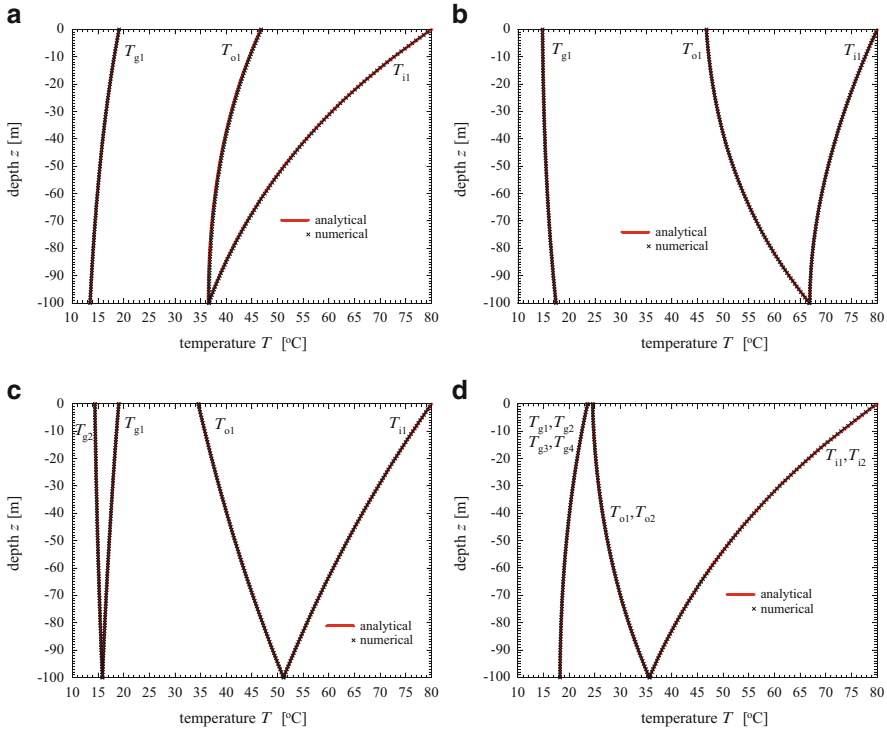 a
0
-10
-20
-30
-40
-50
-60
-70
-80
-90
-100
depth z [m]
10 15 20 25 30 35 40 45 50 55 60 65 70 75 80
temperature T [°C]
Tg1
To1
Ti1
analytical
numerical
b
0
-10
-20
-30
-40
-50
-60
-70
-80
-90
-100
depth z [m]
10 15 20 25 30 35 40 45 50 55 60 65 70 75 80
temperature T [°C]
Tg1
To1
Ti1
analytical
numerical
c
0
-10
-20
-30
-40
-50
-60
-70
-80
-90
-100
depth z [m]
10 15 20 25 30 35 40 45 50 55 60 65 70 75 80
temperature T [°C]
Tg2
Tg1
To1
Ti1
analytical
numerical
d
0
-10
-20
-30
-40
-50
-60
-70
-80
-90
-100
depth z [m]
10 15 20 25 30 35 40 45 50 55 60 65 70 75 80
temperature T [°C]
Tg1,Tg2
Tg3,Tg4
Ti1,Ti2
To1,To2
analytical
numerical